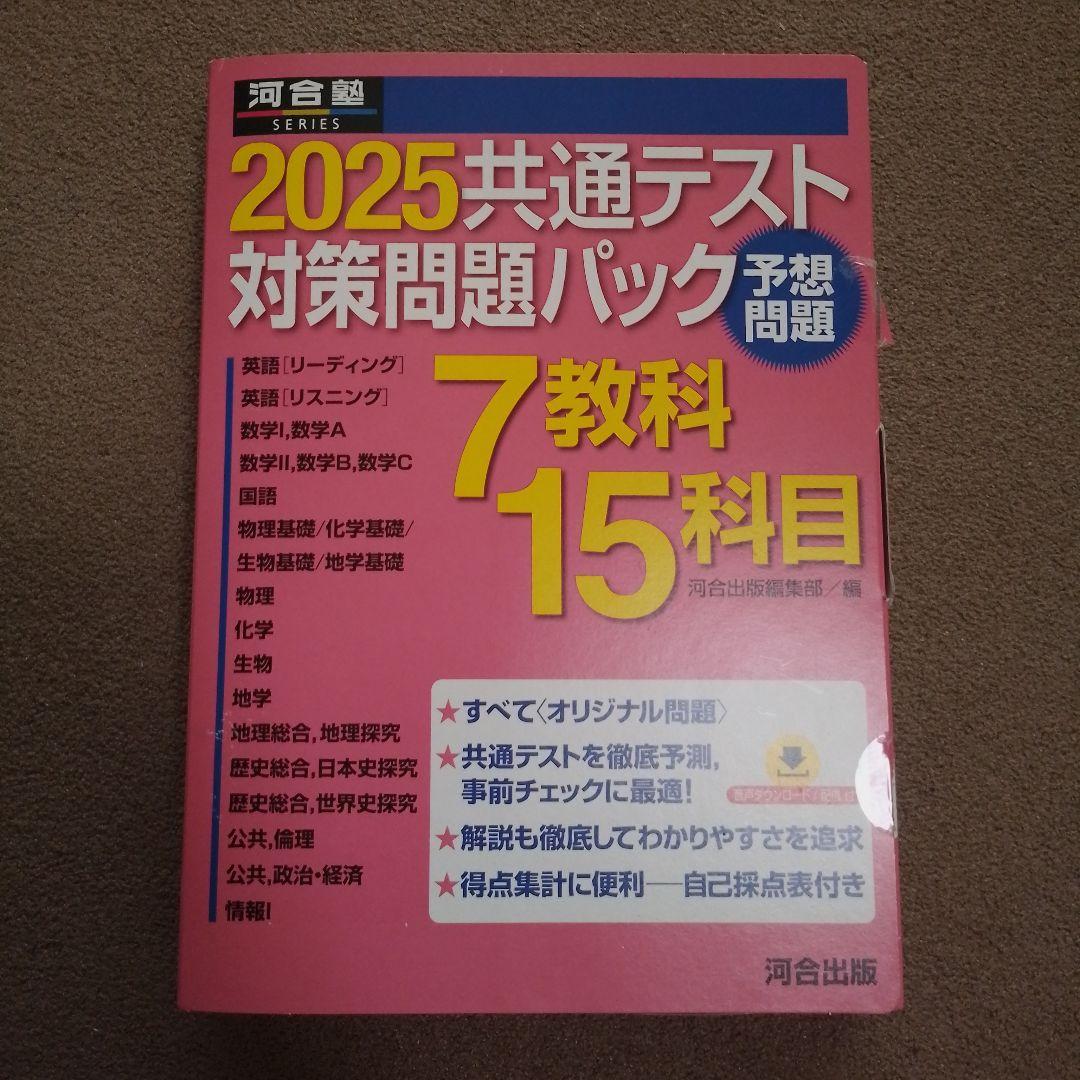 河合塾
SERIES
2025共通テスト
対策問題パック
予想
問題
英語[リーディング]
英語[リスニング]
数学I,数学A
数学II,数学B,数学C
国語
物理基礎/化学基礎/
生物基礎/地学基礎
物理
化学
生物
地学
地理総合,地理探究
歴史総合,日本史探究
歴史総合,世界史探究
公共,倫理
公共,政治・経済
情報I
7教科
15科目
河合出版編集部/編
★すべて〈オリジナル問題〉
★共通テストを徹底予測,
事前チェックに最適!
音声ダウンロード/配信
★解説も徹底してわかりやすさを追求
★得点集計に便利──自己採点表付き
河合出版